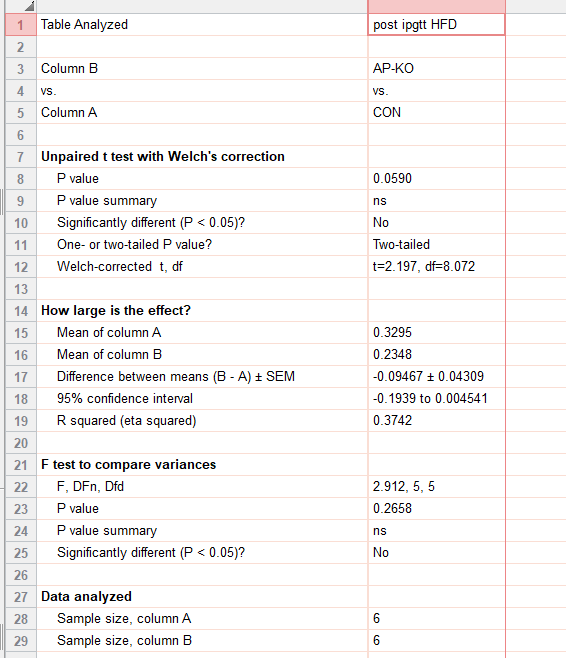 1 Table Analyzed post ipgtt HFD
2
3 Column B AP-KO
4 vs. vs.
5 Column A CON
6
7 Unpaired t test with Welch's correction
8 P value 0.0590
9 P value summary ns
10 Significantly different (P < 0.05)? No
11 One- or two-tailed P value? Two-tailed
12 Welch-corrected t, df t=2.197, df=8.072
13
14 How large is the effect?
15 Mean of column A 0.3295
16 Mean of column B 0.2348
17 Difference between means (B - A) ± SEM -0.09467 ± 0.04309
18 95% confidence interval -0.1939 to 0.004541
19 R squared (eta squared) 0.3742
20
21 F test to compare variances
22 F, DFn, Dfd 2.912, 5, 5
23 P value 0.2658
24 P value summary ns
25 Significantly different (P < 0.05)? No
26
27 Data analyzed
28 Sample size, column A 6
29 Sample size, column B 6